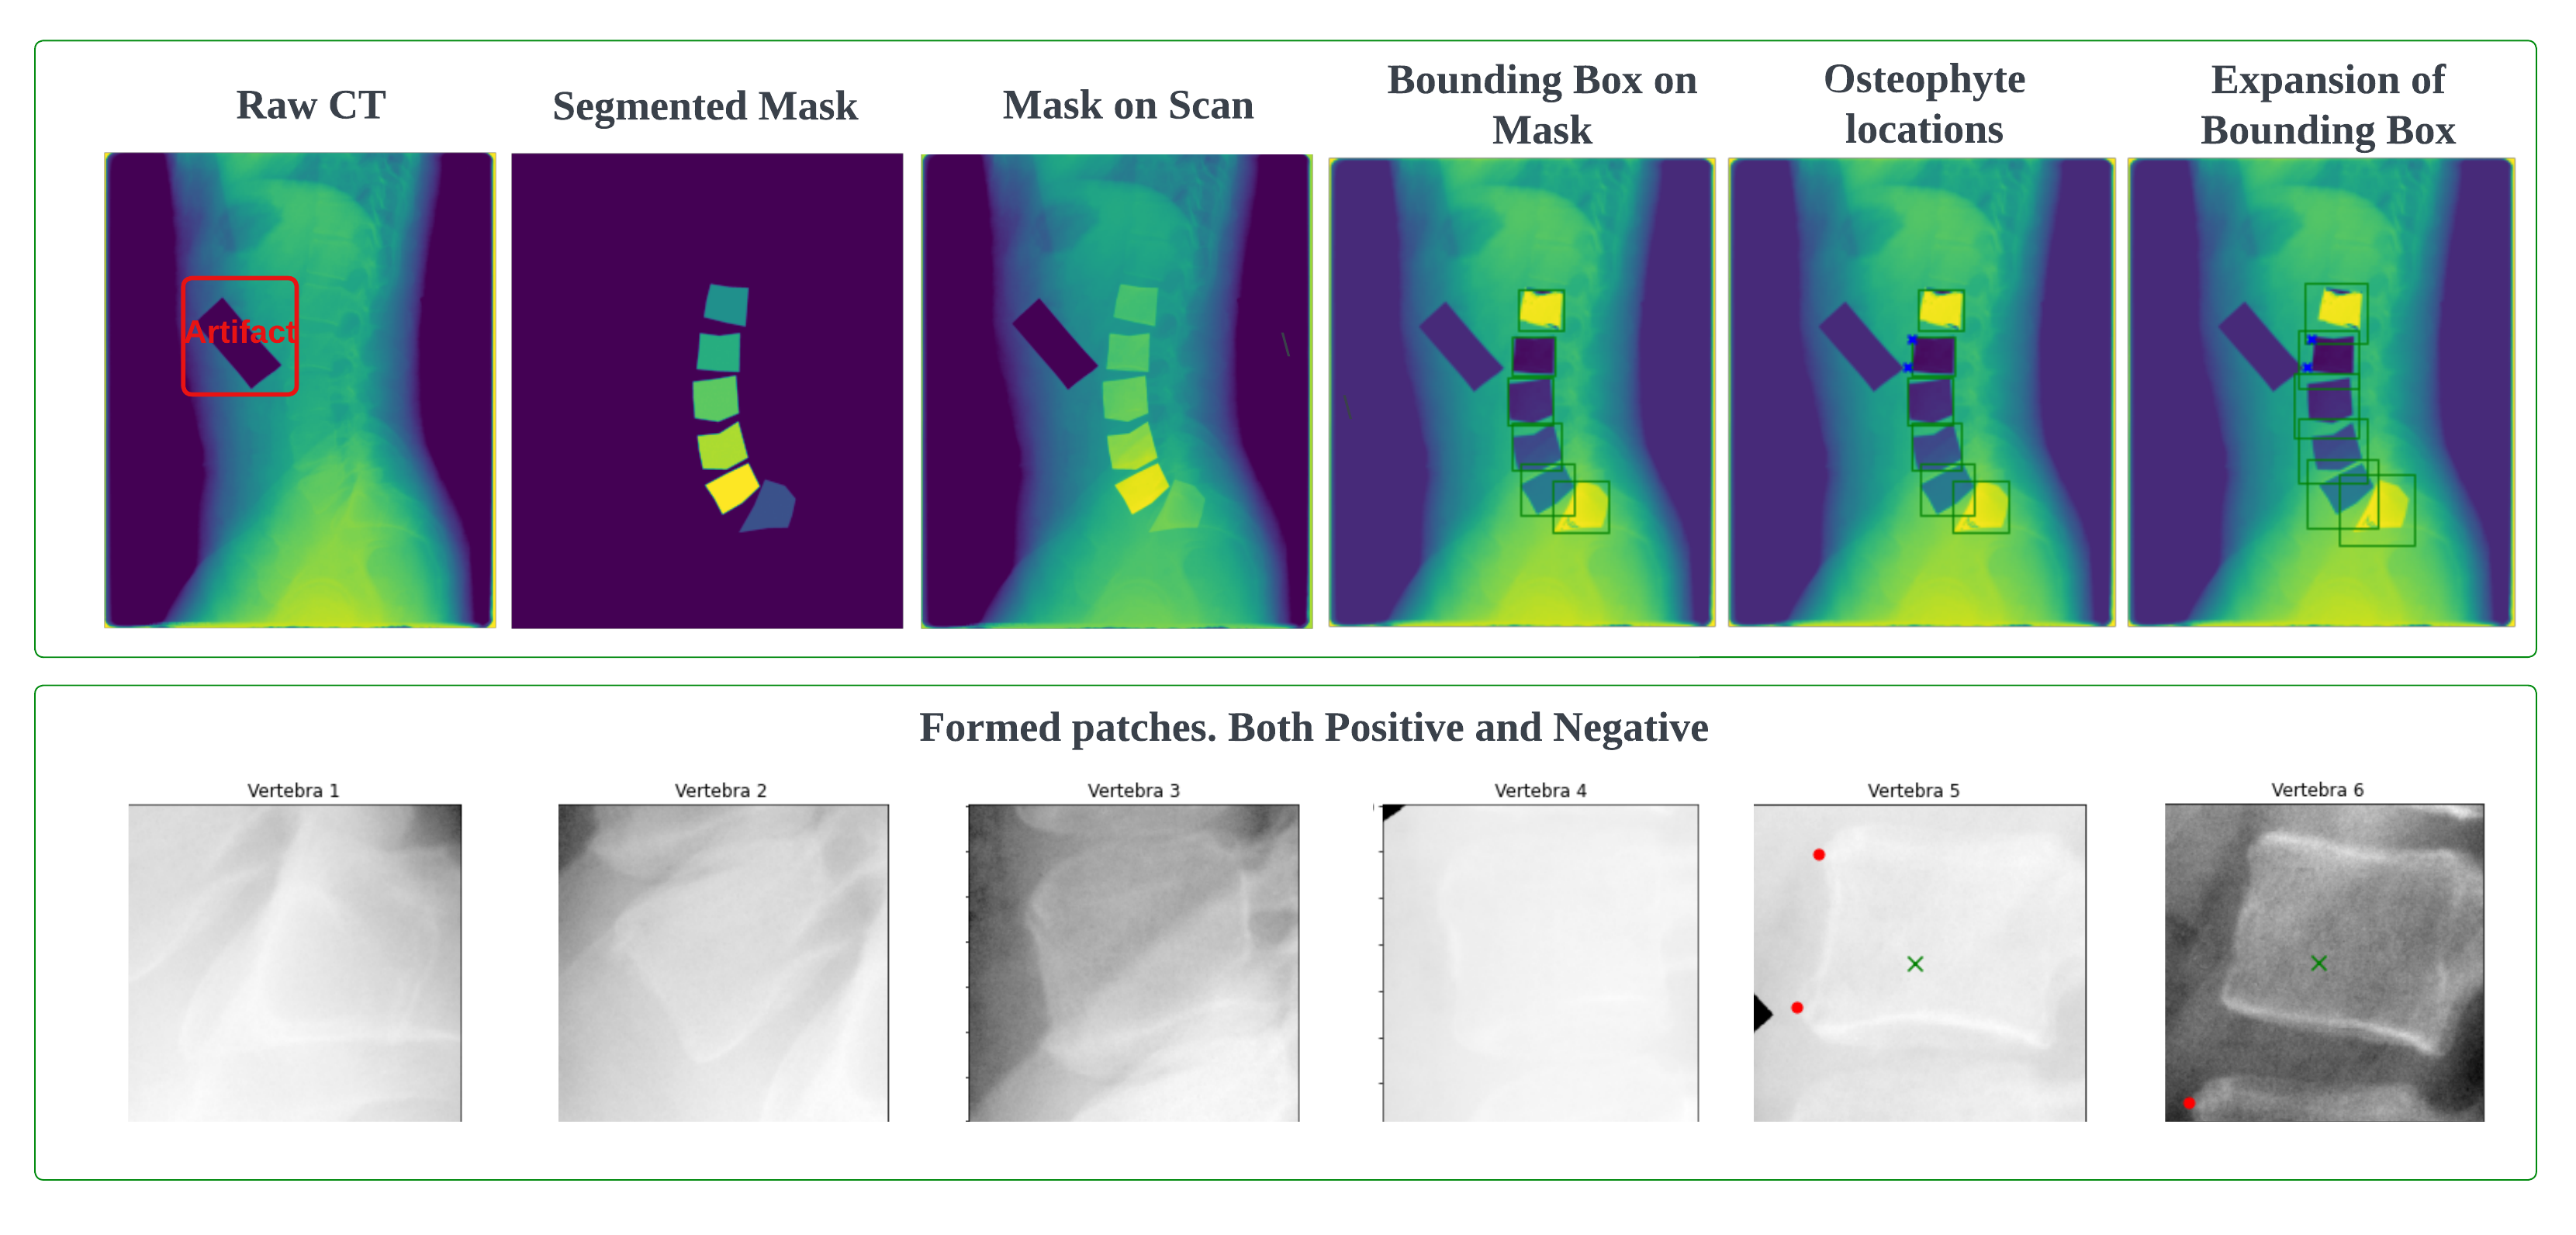 Raw CT
Segmented Mask
Mask on Scan
Bounding Box on
Mask
Osteophyte
locations
Expansion of
Bounding Box
Artifact
Formed patches. Both Positive and Negative
Vertebra 1
Vertebra 2
Vertebra 3
Vertebra 4
Vertebra 5
Vertebra 6